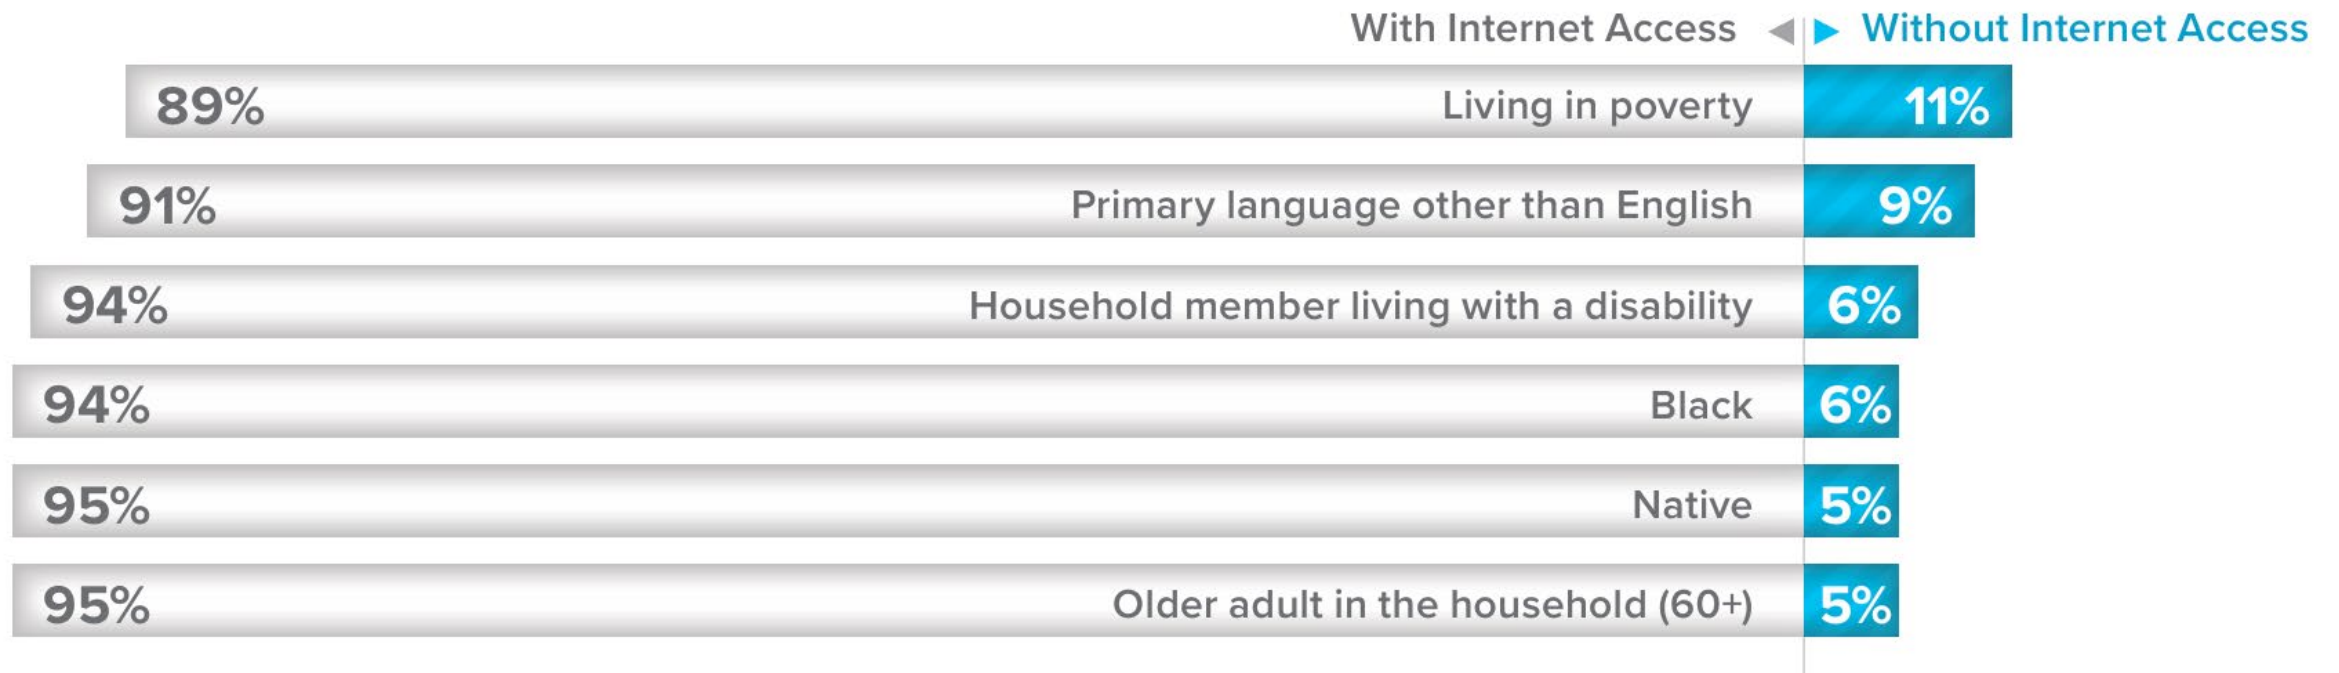 With Internet Access Without Internet Access
89% Living in poverty 11%
91% Primary language other than English 9%
94% Household member living with a disability 6%
94% Black 6%
95% Native 5%
95% Older adult in the household (60+) 5%